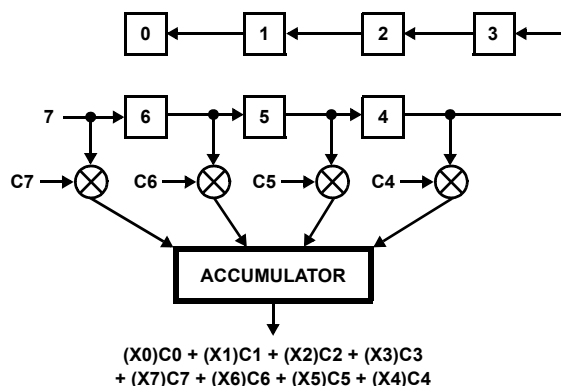 0 1 2 3
7 6 5 4
C7 C6 C5 C4
ACCUMULATOR
(X0)C0 + (X1)C1 + (X2)C2 + (X3)C3
+ (X7)C7 + (X6)C6 + (X5)C5 + (X4)C4